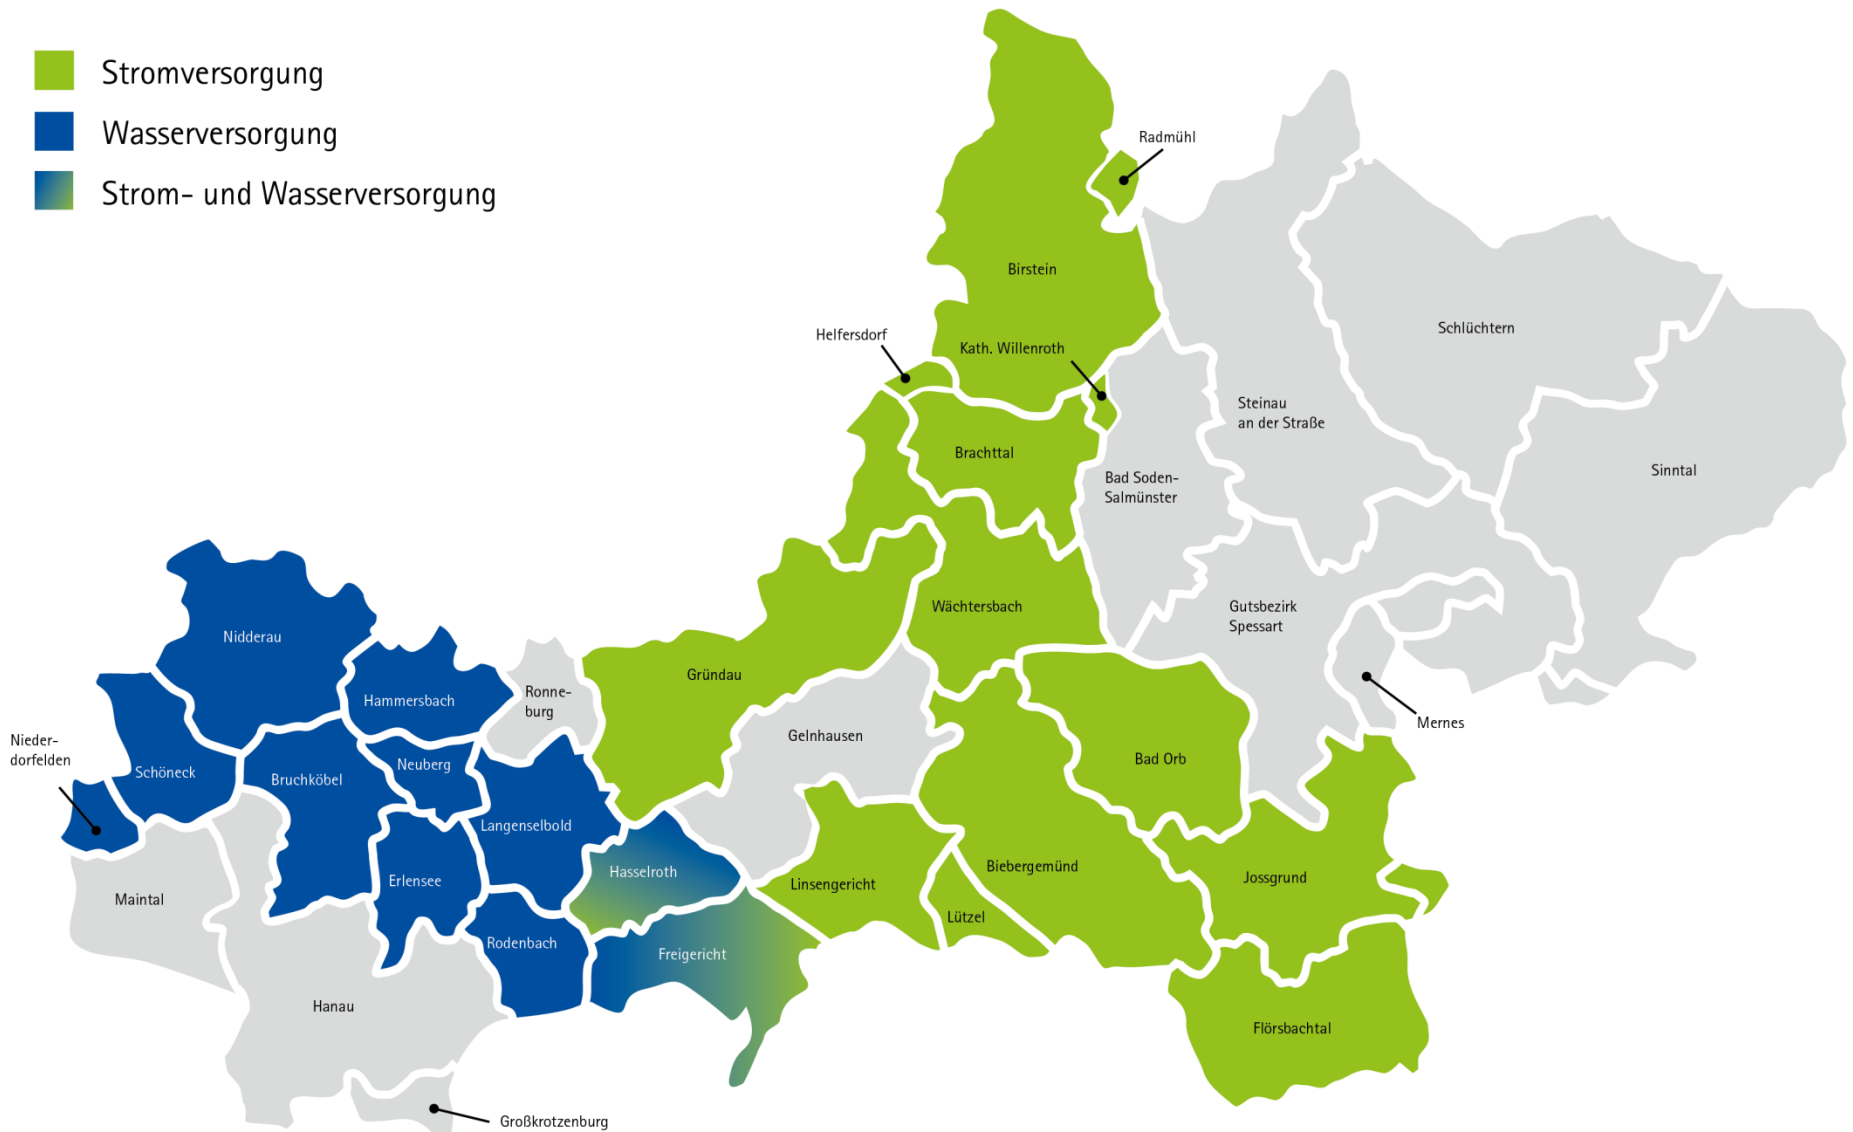 Stromversorgung
Wasserversorgung
Strom- und Wasserversorgung
Radmühl
Birstein
Helfersdorf
Kath. Willenroth
Schlüchtern
Steinau
an der Straße
Brachttal
Sinntal
Bad Soden-
Salmünster
Wächtersbach
Gutsbezirk
Spessart
Nidderau
Gründau
Hammersbach
Ronne-
burg
Mernes
Gelnhausen
Nieder-
dorfelden
Bad Orb
Neuberg
Schöneck
Bruchköbel
Langenselbold
Biebergemünd
Hasselroth
Jossgrund
Erlensee
Linsengericht
Maintal
Lützel
Rodenbach
Freigericht
Hanau
Flörsbachtal
Großkrotzenburg